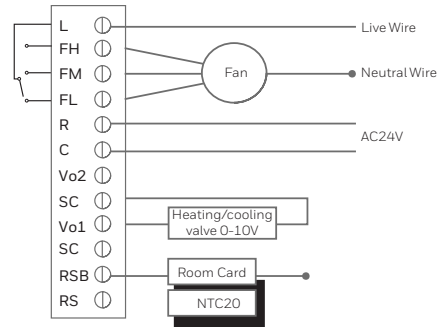 L
Live Wire
FH
FM
Fan
Neutral Wire
FL
R
AC24V
C
Vo2
SC
Heating/cooling
valve 0-10V
Vo1
SC
RSB
Room Card
RS
NTC20